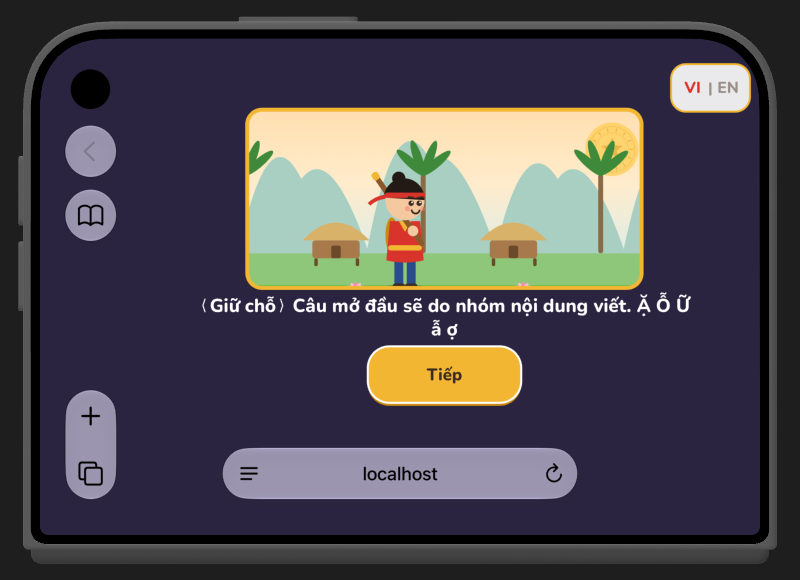 VI | EN
⟨Giữ chỗ⟩ Câu mở đầu sẽ do nhóm nội dung viết. Ặ Ỗ Ữ
ẫ ợ
Tiếp
localhost